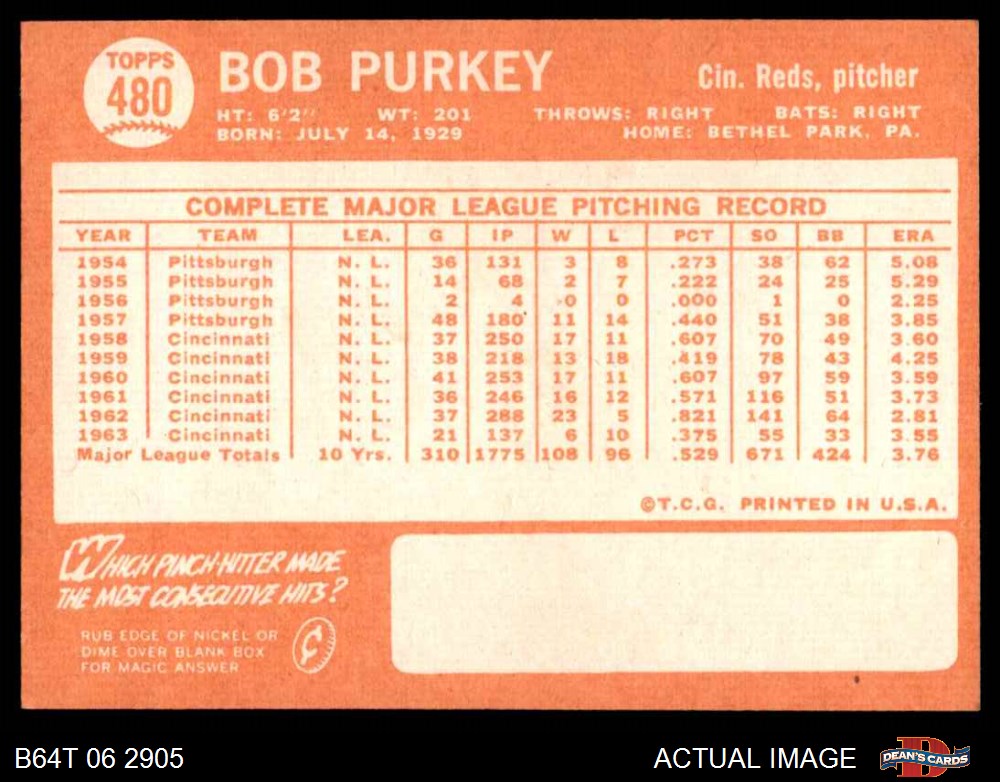 TOPPS
480
BOB PURKEY
Cin. Reds, pitcher
HT: 6'2" WT: 201 THROWS: RIGHT BATS: RIGHT
BORN: JULY 14, 1929 HOME: BETHEL PARK, PA.
COMPLETE MAJOR LEAGUE PITCHING RECORD
YEAR TEAM LEA. G IP W L PCT SO BB ERA
1954 Pittsburgh N. L. 36 131 3 8 .273 38 62 5.08
1955 Pittsburgh N. L. 14 68 2 7 .222 24 25 5.29
1956 Pittsburgh N. L. 2 4 0 0 .000 1 0 2.25
1957 Pittsburgh N. L. 48 180 11 14 .440 51 38 3.85
1958 Cincinnati N. L. 37 250 17 11 .607 70 49 3.60
1959 Cincinnati N. L. 38 218 13 18 .419 78 43 4.25
1960 Cincinnati N. L. 41 253 17 11 .607 97 59 3.59
1961 Cincinnati N. L. 36 246 16 12 .571 116 51 3.73
1962 Cincinnati N. L. 37 288 23 5 .821 141 64 2.81
1963 Cincinnati N. L. 21 137 6 10 .375 55 33 3.55
Major League Totals 10 Yrs. 310 1775 108 96 .529 671 424 3.76
©T.C.G. PRINTED IN U.S.A.
WHICH PINCH-HITTER MADE
THE MOST CONSECUTIVE HITS?
RUB EDGE OF NICKEL OR
DIME OVER BLANK BOX
FOR MAGIC ANSWER
¢
B64T 06 2905
ACTUAL IMAGE
D
DEAN'S CARDS